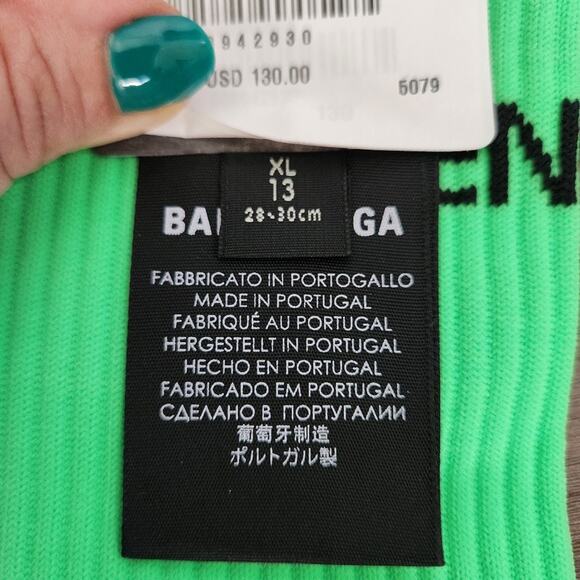 942930
USD 130.00
5079
EN
XL
13
28-30cm
BAL GA
FABBRICATO IN PORTOGALLO
MADE IN PORTUGAL
FABRIQUÉ AU PORTUGAL
HERGESTELLT IN PORTUGAL
HECHO EN PORTUGAL
FABRICADO EM PORTUGAL
СДЕЛАНО В ПОРТУГАЛИИ
葡萄牙制造
ポルトガル製